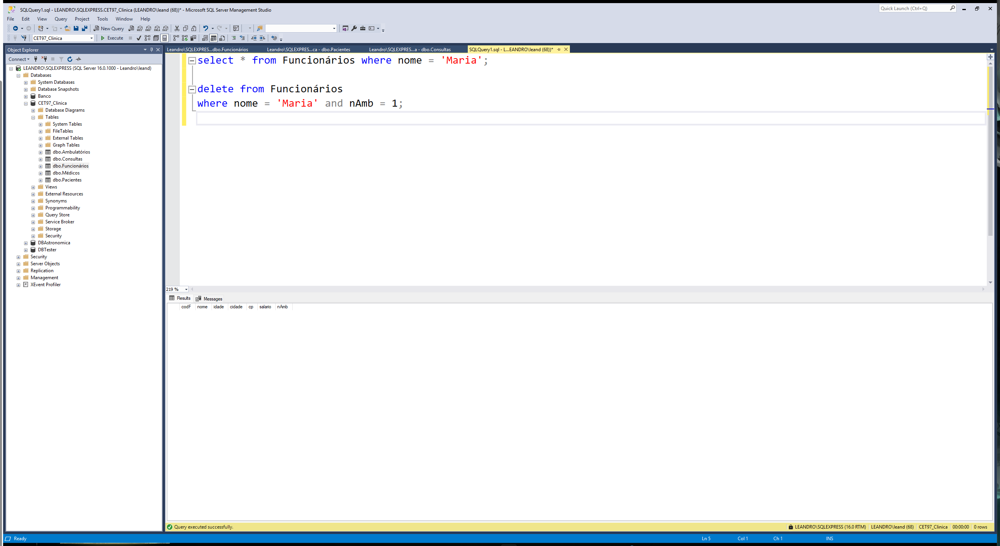 SQLQuery1.sql - LEANDRO\SQLEXPRESS.CET97_Clinica (LEANDRO\leand (68))* - Microsoft SQL Server Management Studio
Quick Launch (Ctrl+Q)
File Edit View Query Project Tools Window Help
New Query
MDX DMX XMLA DAX
CET97_Clinica
Execute
Object Explorer
Connect
LEANDRO\SQLEXPRESS (SQL Server 16.0.1000 - Leandro\leand)
Databases
System Databases
Database Snapshots
Banco
CET97_Clinica
Database Diagrams
Tables
System Tables
FileTables
External Tables
Graph Tables
dbo.Ambulatórios
dbo.Consultas
dbo.Funcionários
dbo.Médicos
dbo.Pacientes
Views
External Resources
Synonyms
Programmability
Query Store
Service Broker
Storage
Security
DBAstronomica
DBTester
Security
Server Objects
Replication
Management
XEvent Profiler
Leandro\SQLEXPRES...dbo.Funcionários
Leandro\SQLEXPRES...ca - dbo.Pacientes
Leandro\SQLEXPRES...a - dbo.Consultas
SQLQuery1.sql - L...EANDRO\leand (68))*
select * from Funcionários where nome = 'Maria';
delete from Funcionários
where nome = 'Maria' and nAmb = 1;
219 %
Results Messages
codF nome idade cidade cp salario nAmb
Query executed successfully.
LEANDRO\SQLEXPRESS (16.0 RTM) LEANDRO\leand (68) CET97_Clinica 00:00:00 0 rows
Ready
Ln 5 Col 1 Ch 1 INS